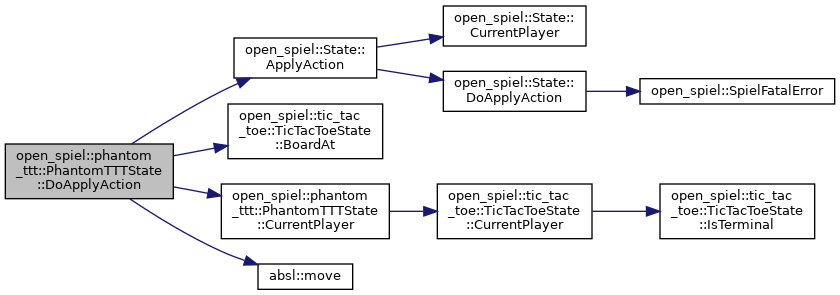 open_spiel::phantom
_ttt::PhantomTTTState
::DoApplyAction
open_spiel::State::
ApplyAction
open_spiel::State::
CurrentPlayer
open_spiel::State::
DoApplyAction
open_spiel::SpielFatalError
open_spiel::tic_tac
_toe::TicTacToeState
::BoardAt
open_spiel::phantom
_ttt::PhantomTTTState
::CurrentPlayer
open_spiel::tic_tac
_toe::TicTacToeState
::CurrentPlayer
open_spiel::tic_tac
_toe::TicTacToeState
::IsTerminal
absl::move